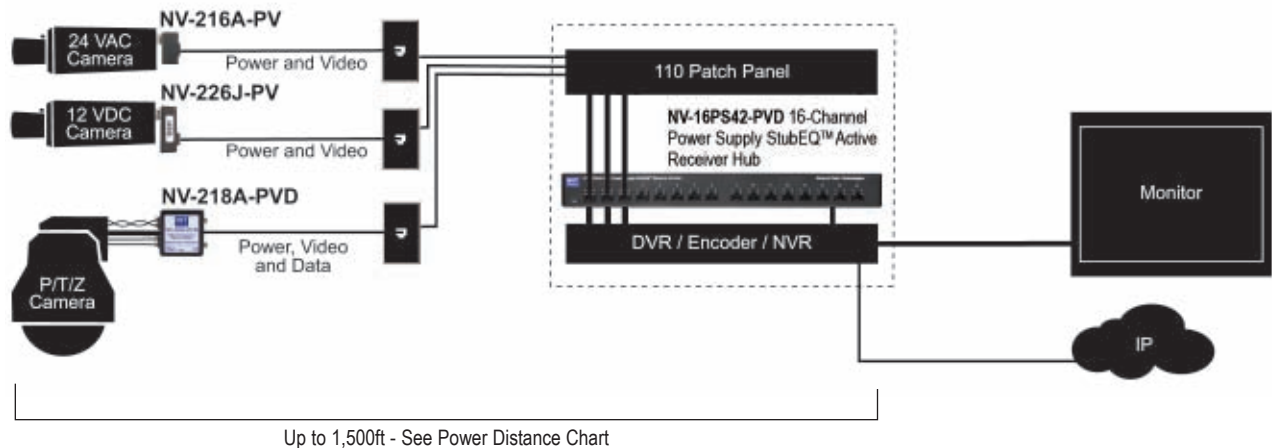 NV-216A-PV
24 VAC
Camera
Power and Video
NV-226J-PV
12 VDC
Camera
Power and Video
NV-218A-PVD
Power, Video
and Data
P/T/Z
Camera
110 Patch Panel
NV-16PS42-PVD 16-Channel
Power Supply StubEQ™ Active
Receiver Hub
DVR / Encoder / NVR
Monitor
IP
Up to 1,500ft - See Power Distance Chart